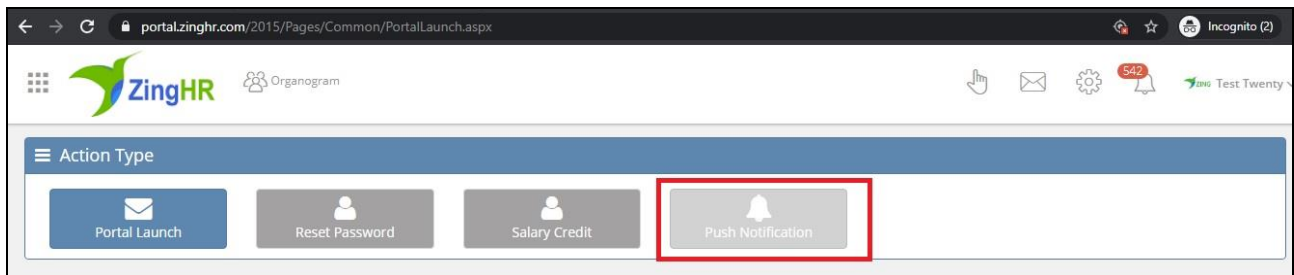 portal.zinghr.com/2015/Pages/Common/PortalLaunch.aspx
Incognito (2)
ZingHR
Organogram
542
ZING Test Twenty
Action Type
Portal Launch
Reset Password
Salary Credit
Push Notification